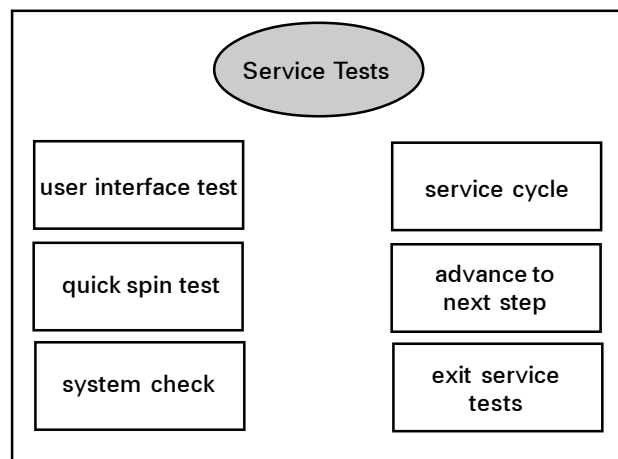 Service Tests
user interface test
service cycle
quick spin test
advance to
next step
system check
exit service
tests